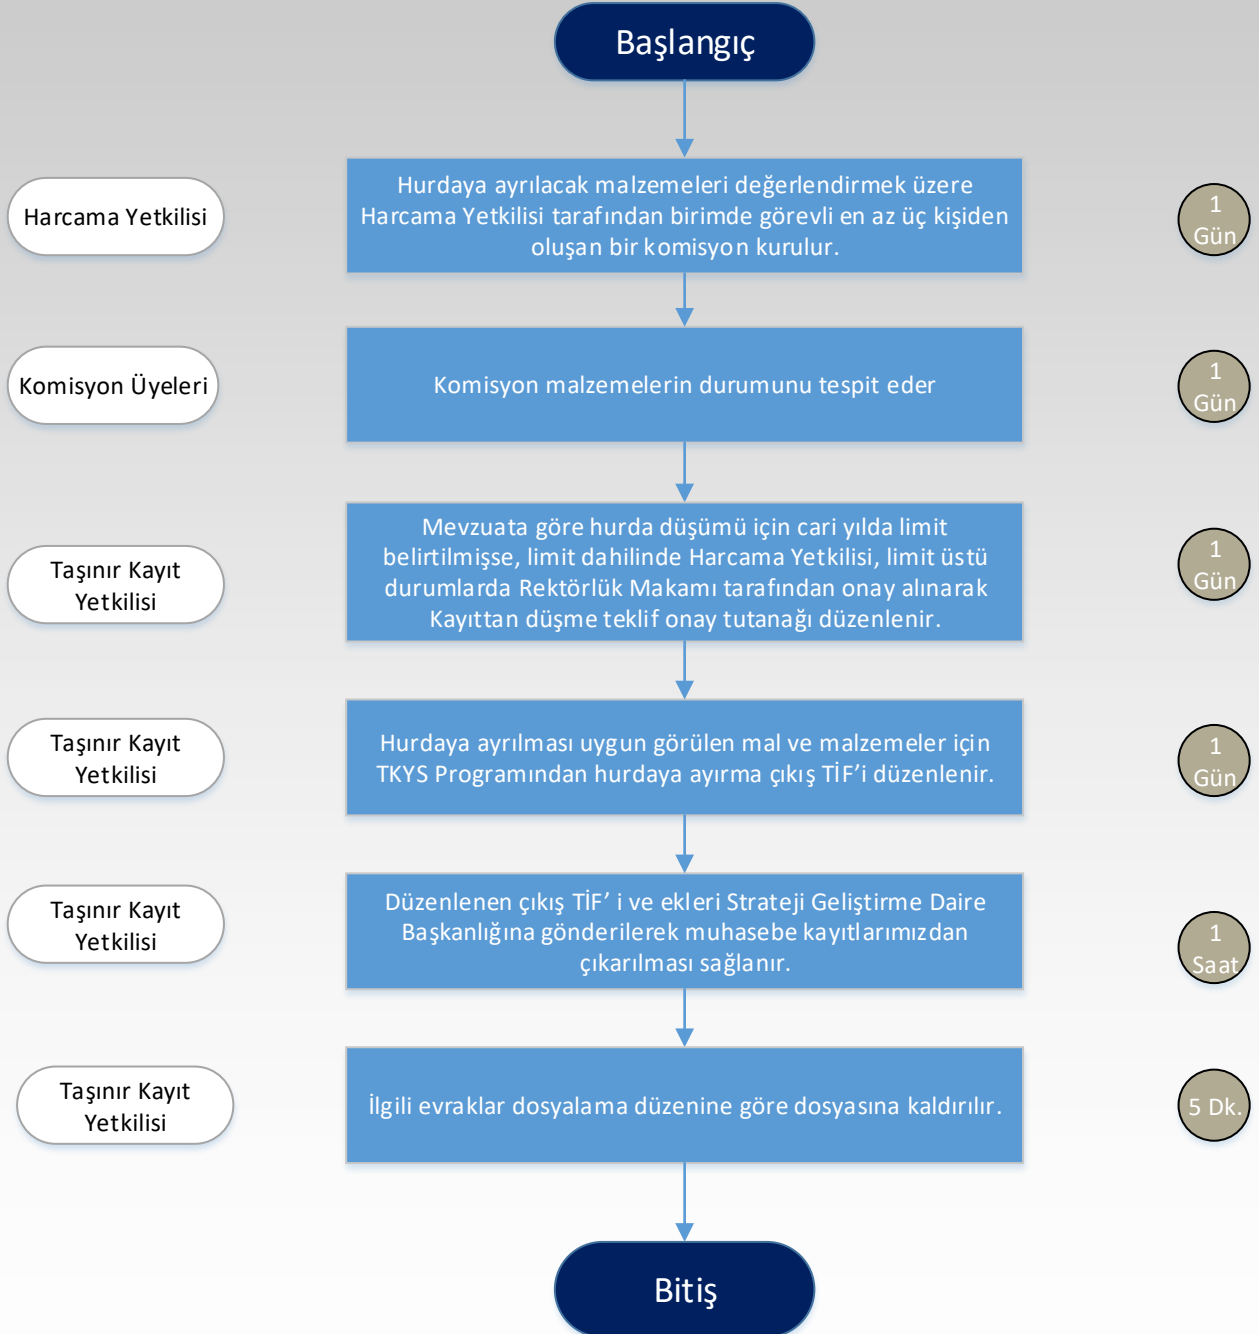 Başlangıç
Harcama Yetkilisi
Hurdaya ayrılacak malzemeleri değerlendirmek üzere
Harcama Yetkilisi tarafından birimde görevli en az üç kişiden
oluşan bir komisyon kurulur.
1
Gün
Komisyon Üyeleri
Komisyon malzemelerin durumunu tespit eder
1
Gün
Taşınır Kayıt
Yetkilisi
Mevzuata göre hurda düşümü için cari yılda limit
belirtilmişse, limit dahilinde Harcama Yetkilisi, limit üstü
durumlarda Rektörlük Makamı tarafından onay alınarak
Kayıttan düşme teklif onay tutanağı düzenlenir.
1
Gün
Taşınır Kayıt
Yetkilisi
Hurdaya ayrılması uygun görülen mal ve malzemeler için
TKYS Programından hurdaya ayırma çıkış TİF’i düzenlenir.
1
Gün
Taşınır Kayıt
Yetkilisi
Düzenlenen çıkış TİF’ i ve ekleri Strateji Geliştirme Daire
Başkanlığına gönderilerek muhasebe kayıtlarımızdan
çıkarılması sağlanır.
1
Saat
Taşınır Kayıt
Yetkilisi
İlgili evraklar dosyalama düzenine göre dosyasına kaldırılır.
5 Dk.
Bitiş